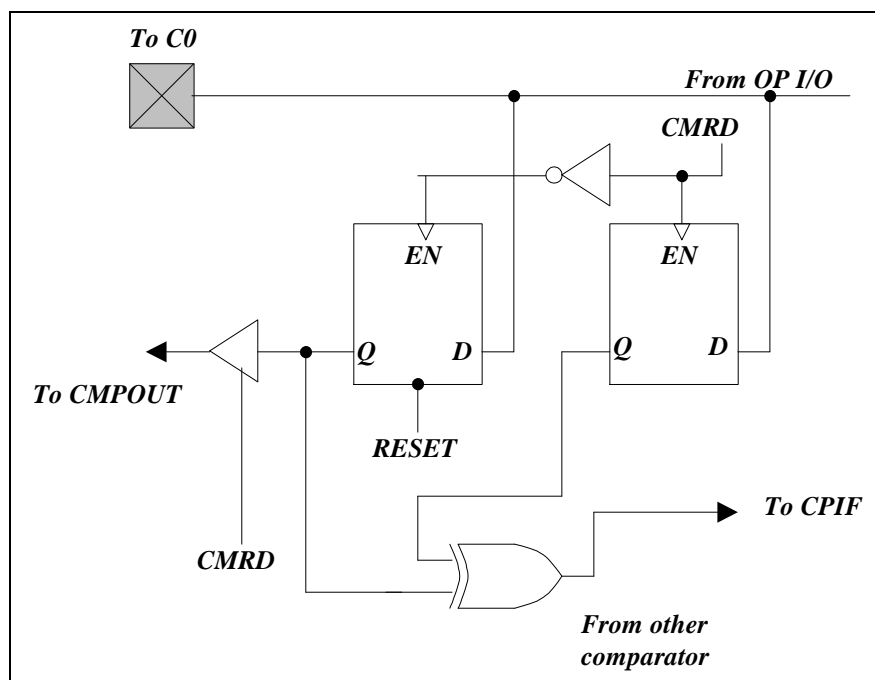 To C0
From OP I/O
CMRD
EN
EN
Q
D
Q
D
To CMPOUT
RESET
To CPIF
CMRD
From other
comparator